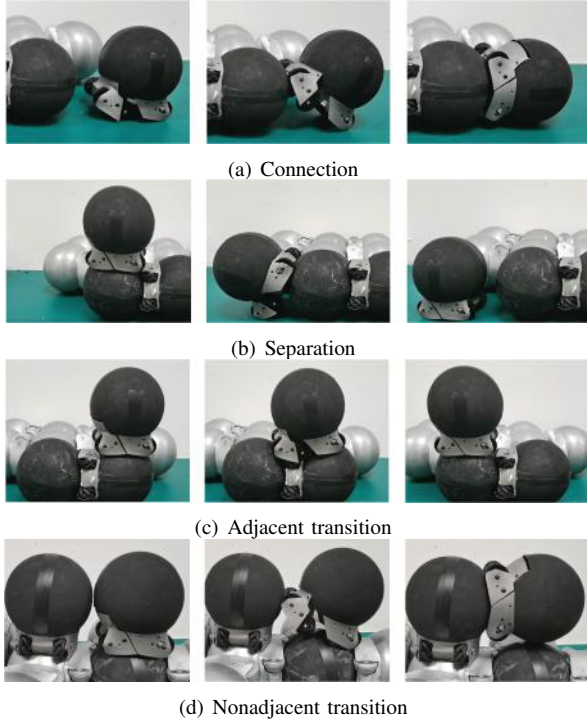 (a) Connection
(b) Separation
(c) Adjacent transition
(d) Nonadjacent transition